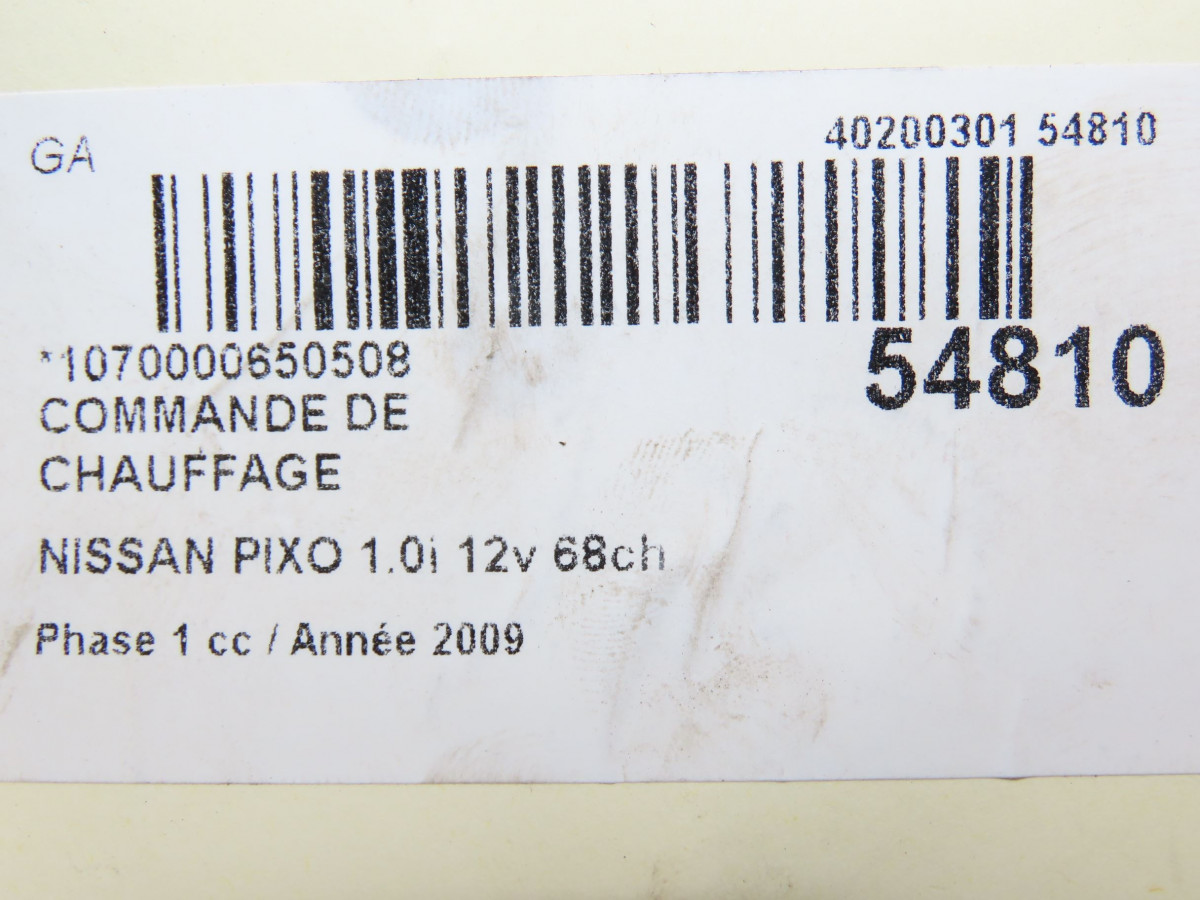 GA
40200301 54810
*1070000650508
54810
COMMANDE DE
CHAUFFAGE
NISSAN PIXO 1.0i 12v 68ch
Phase 1 cc / Année 2009